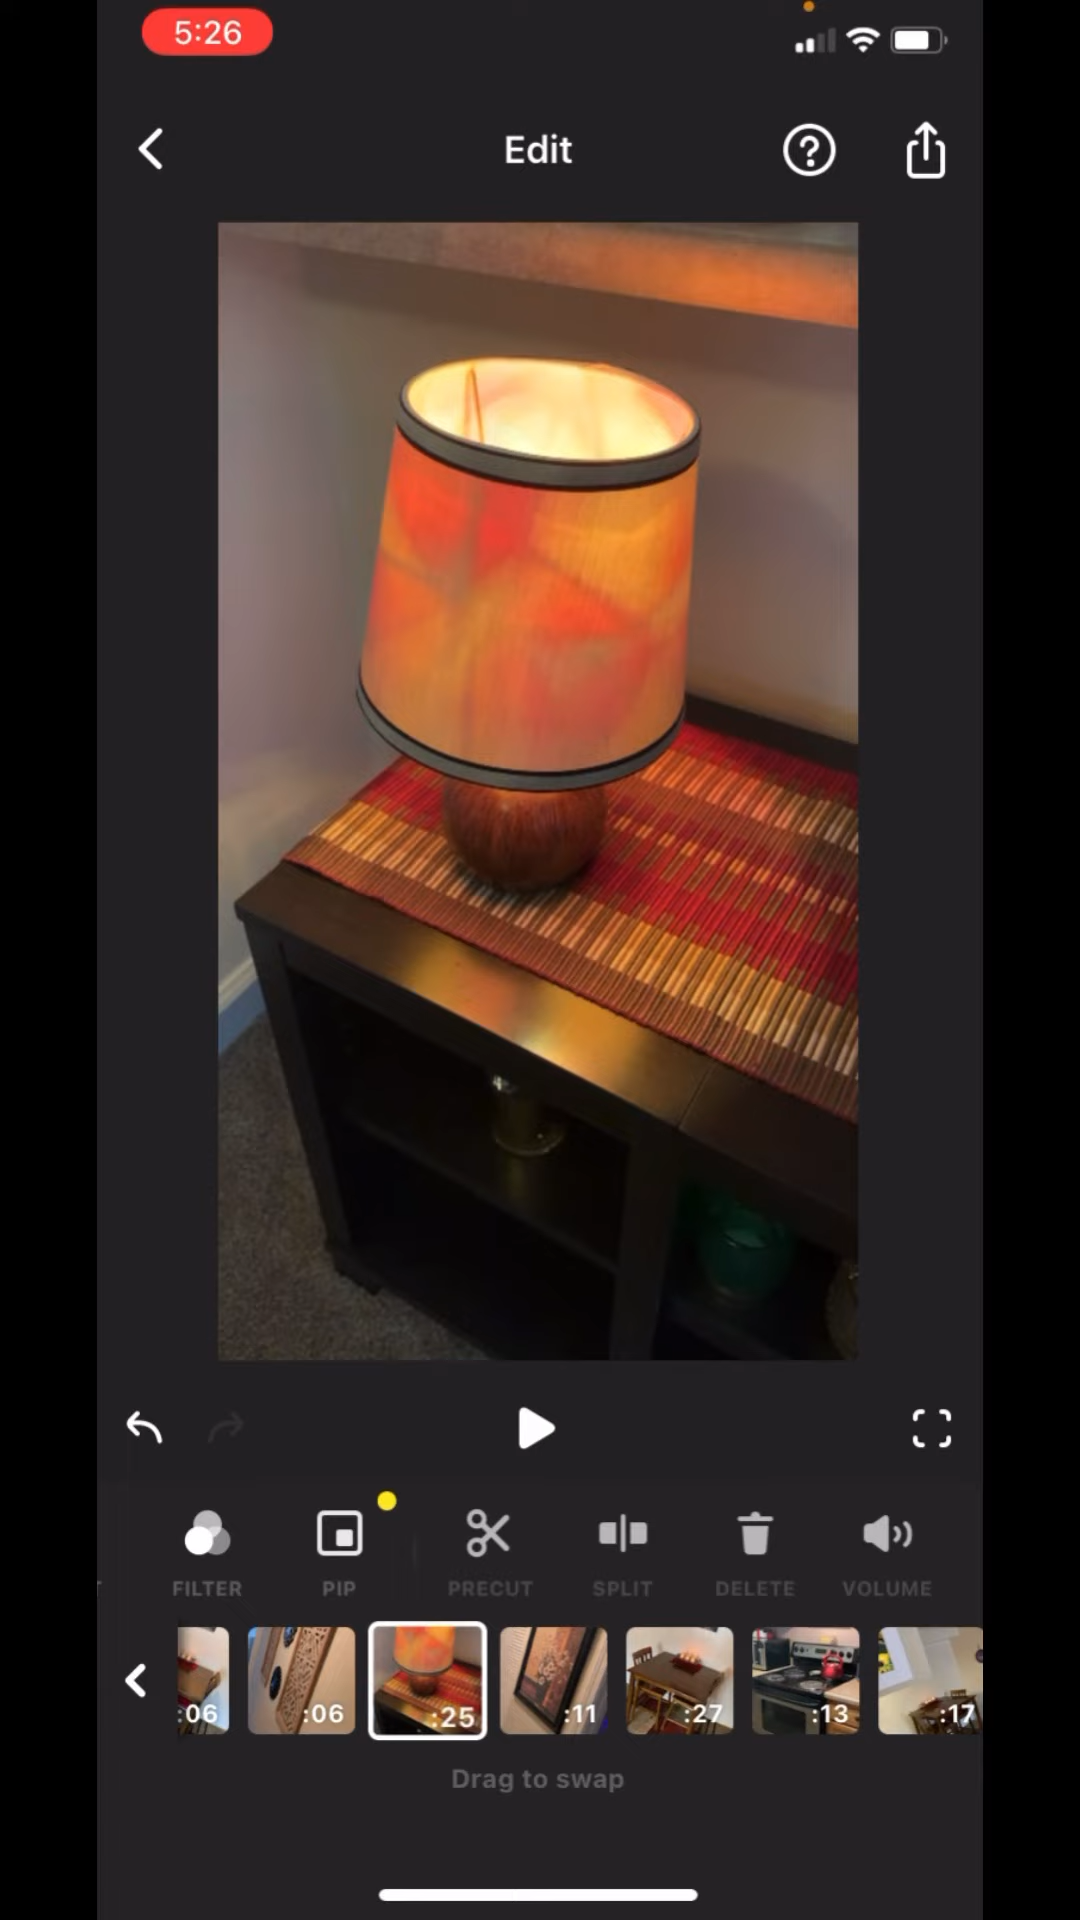 5:26
Edit
FILTER PIP PRECUT SPLIT DELETE VOLUME
:06 :06 :25 :11 :27 :13 :17
Drag to swap